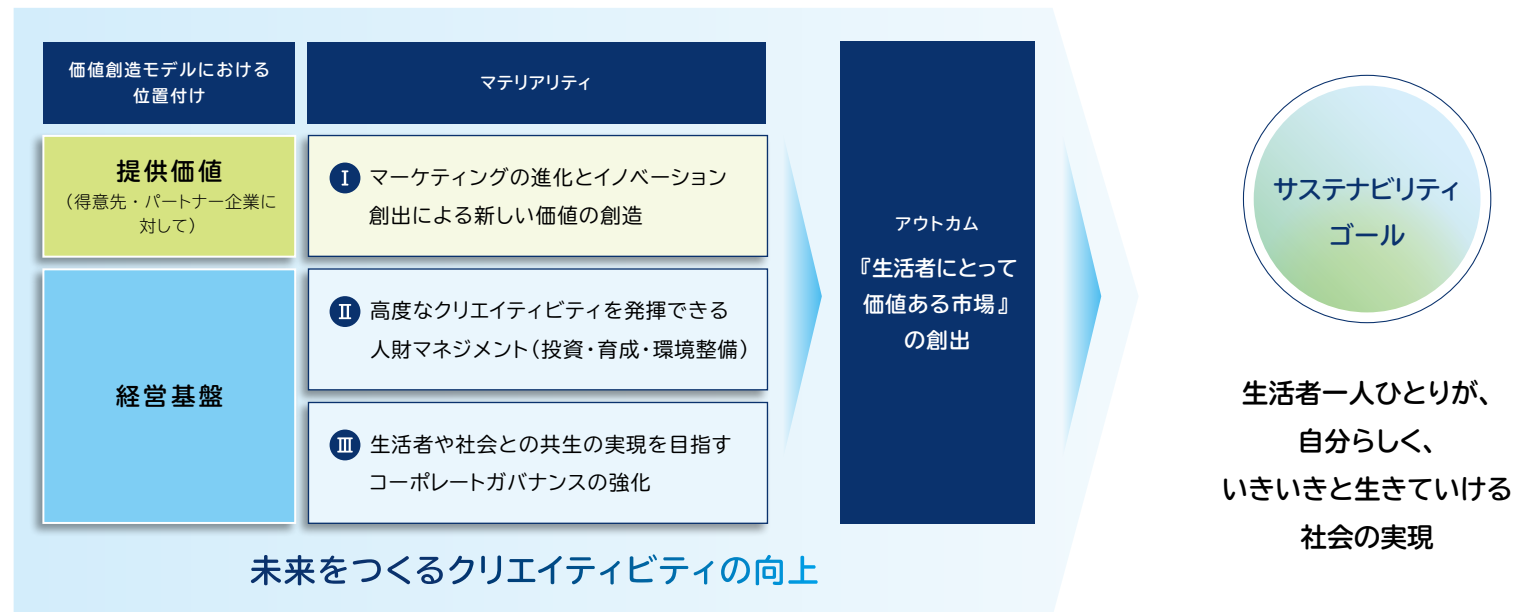 価値創造モデルにおける
位置付け
マテリアリティ
提供価値
（得意先・パートナー企業に
対して）
Ⅰ マーケティングの進化とイノベーション
創出による新しい価値の創造
経営基盤
Ⅱ 高度なクリエイティビティを発揮できる
人財マネジメント（投資・育成・環境整備）
Ⅲ 生活者や社会との共生の実現を目指す
コーポレートガバナンスの強化
未来をつくるクリエイティビティの向上
アウトカム
『生活者にとって
価値ある市場』
の創出
サステナビリティ
ゴール
生活者一人ひとりが、
自分らしく、
いきいきと生きていける
社会の実現